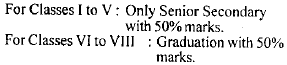 For Classes I to V : Only Senior Secondary
with 50% marks.
For Classes VI to VIII : Graduation with 50%
marks.